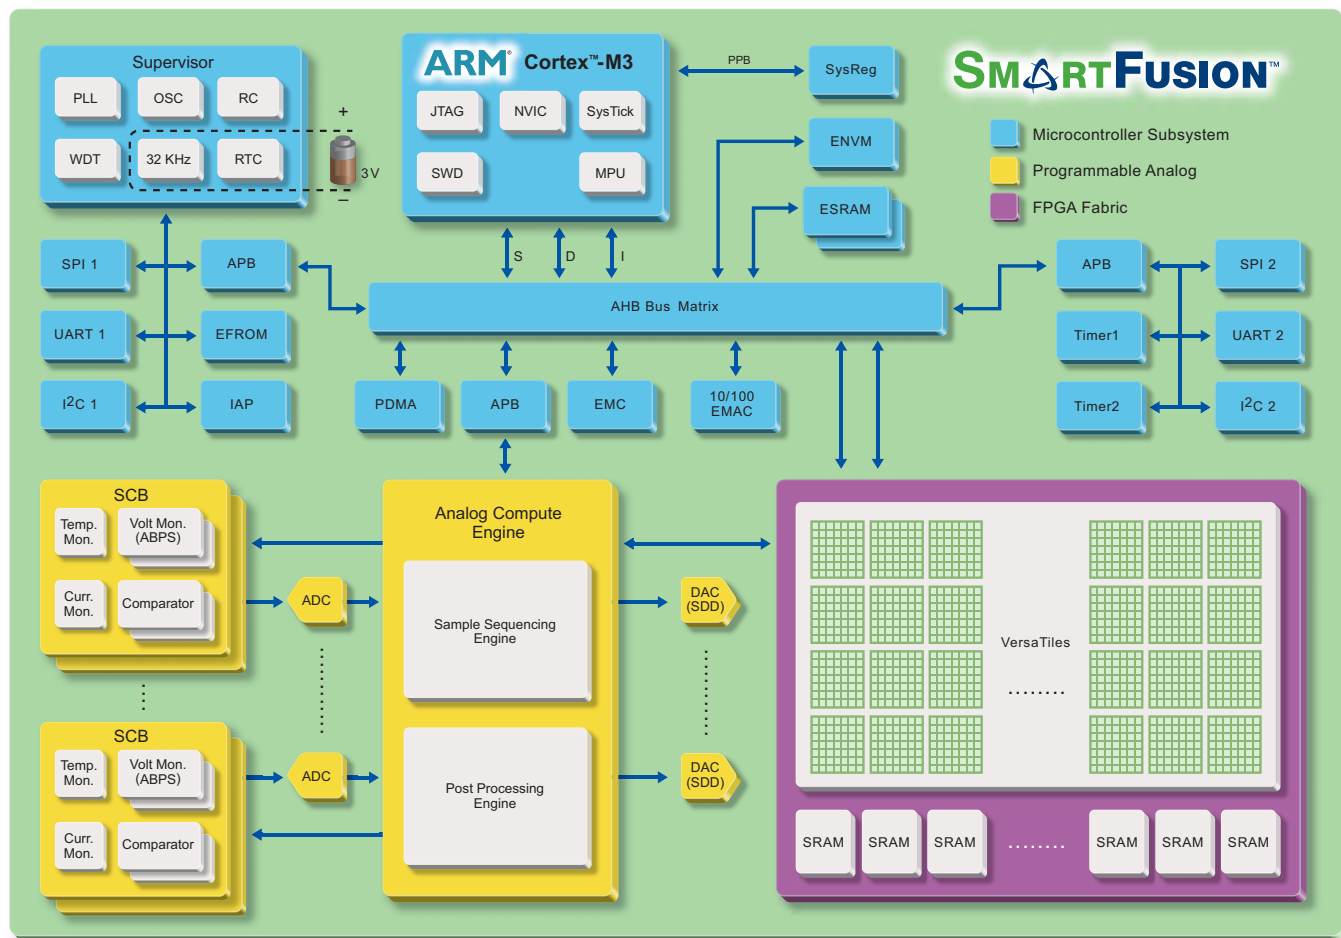 Supervisor
PLL
OSC
RC
WDT
32 KHz
RTC
+
3V
–
ARM® Cortex™-M3
JTAG
NVIC
SysTick
SWD
MPU
PPB
SysReg
ENVM
ESRAM
SMARTFUSION™
Microcontroller Subsystem
Programmable Analog
FPGA Fabric
S
D
I
SPI 1
APB
UART 1
EFROM
I²C 1
IAP
AHB Bus Matrix
PDMA
APB
EMC
10/100
EMAC
APB
SPI 2
Timer1
UART 2
Timer2
I²C 2
SCB
Temp.
Mon.
Volt Mon.
(ABPS)
Curr.
Mon.
Comparator
ADC
SCB
Temp.
Mon.
Volt Mon.
(ABPS)
Curr.
Mon.
Comparator
ADC
Analog Compute
Engine
Sample Sequencing
Engine
Post Processing
Engine
DAC
(SDD)
DAC
(SDD)
VersaTiles
........
SRAM
SRAM
SRAM
........
SRAM
SRAM
SRAM